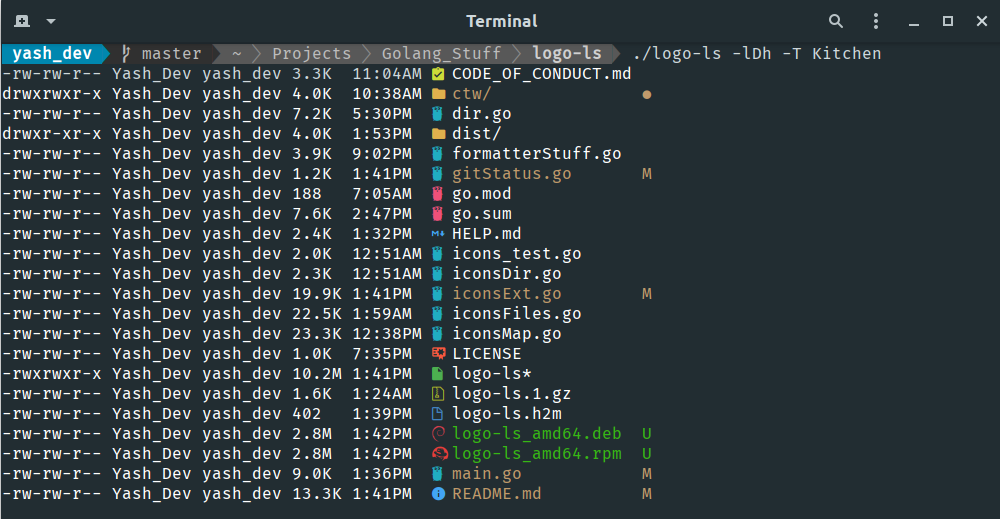 Terminal
yash_dev master ~ Projects Golang_Stuff logo-ls ./logo-ls -lDh -T Kitchen
-rw-rw-r-- Yash_Dev yash_dev 3.3K 11:04AM CODE_OF_CONDUCT.md
drwxrwxr-x Yash_Dev yash_dev 4.0K 10:38AM ctw/ ●
-rw-rw-r-- Yash_Dev yash_dev 7.2K 5:30PM dir.go
drwxr-xr-x Yash_Dev yash_dev 4.0K 1:53PM dist/
-rw-rw-r-- Yash_Dev yash_dev 3.9K 9:02PM formatterStuff.go
-rw-rw-r-- Yash_Dev yash_dev 1.2K 1:41PM gitStatus.go M
-rw-rw-r-- Yash_Dev yash_dev 188 7:05AM go.mod
-rw-rw-r-- Yash_Dev yash_dev 7.6K 2:47PM go.sum
-rw-rw-r-- Yash_Dev yash_dev 2.4K 1:32PM HELP.md
-rw-rw-r-- Yash_Dev yash_dev 2.0K 12:51AM icons_test.go
-rw-rw-r-- Yash_Dev yash_dev 2.3K 12:51AM iconsDir.go
-rw-rw-r-- Yash_Dev yash_dev 19.9K 1:41PM iconsExt.go M
-rw-rw-r-- Yash_Dev yash_dev 22.5K 1:59AM iconsFiles.go
-rw-rw-r-- Yash_Dev yash_dev 23.3K 12:38PM iconsMap.go
-rw-rw-r-- Yash_Dev yash_dev 1.0K 7:35PM LICENSE
-rwxrwxr-x Yash_Dev yash_dev 10.2M 1:41PM logo-ls*
-rw-rw-r-- Yash_Dev yash_dev 1.6K 1:24AM logo-ls.1.gz
-rw-rw-r-- Yash_Dev yash_dev 402 1:39PM logo-ls.h2m
-rw-rw-r-- Yash_Dev yash_dev 2.8M 1:42PM logo-ls_amd64.deb U
-rw-rw-r-- Yash_Dev yash_dev 2.8M 1:42PM logo-ls_amd64.rpm U
-rw-rw-r-- Yash_Dev yash_dev 9.0K 1:36PM main.go M
-rw-rw-r-- Yash_Dev yash_dev 13.3K 1:41PM README.md M